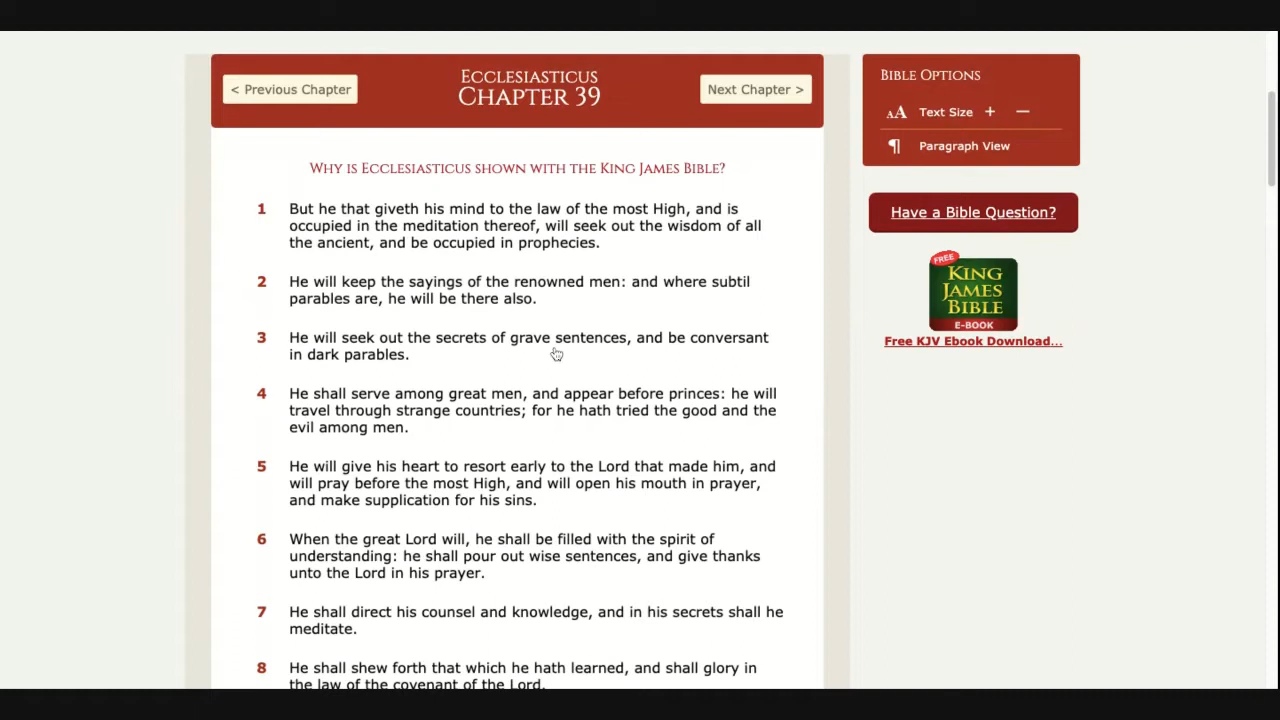 Ecclesiasticus
< Previous Chapter
Chapter 39
Next Chapter >
Why is Ecclesiasticus shown with the King James Bible?
1 But he that giveth his mind to the law of the most High, and is
occupied in the meditation thereof, will seek out the wisdom of all
the ancient, and be occupied in prophecies.
2 He will keep the sayings of the renowned men: and where subtil
parables are, he will be there also.
3 He will seek out the secrets of grave sentences, and be conversant
in dark parables.
4 He shall serve among great men, and appear before princes: he will
travel through strange countries; for he hath tried the good and the
evil among men.
5 He will give his heart to resort early to the Lord that made him, and
will pray before the most High, and will open his mouth in prayer,
and make supplication for his sins.
6 When the great Lord will, he shall be filled with the spirit of
understanding: he shall pour out wise sentences, and give thanks
unto the Lord in his prayer.
7 He shall direct his counsel and knowledge, and in his secrets shall he
meditate.
8 He shall shew forth that which he hath learned, and shall glory in
the law of the covenant of the Lord.
Bible Options
AA Text Size + —
¶ Paragraph View
Have a Bible Question?
FREE
King
James
Bible
E-BOOK
Free KJV Ebook Download...